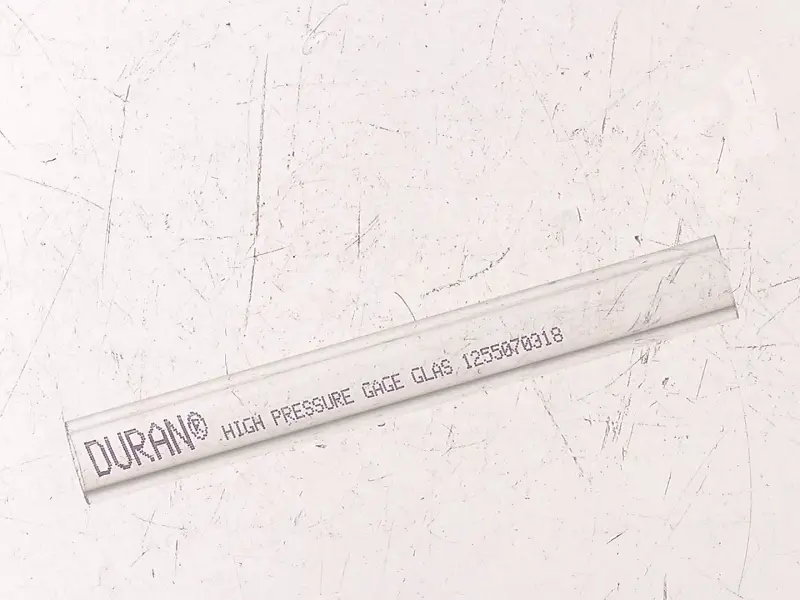 DURAN® HIGH PRESSURE GAGE GLAS 1255070318